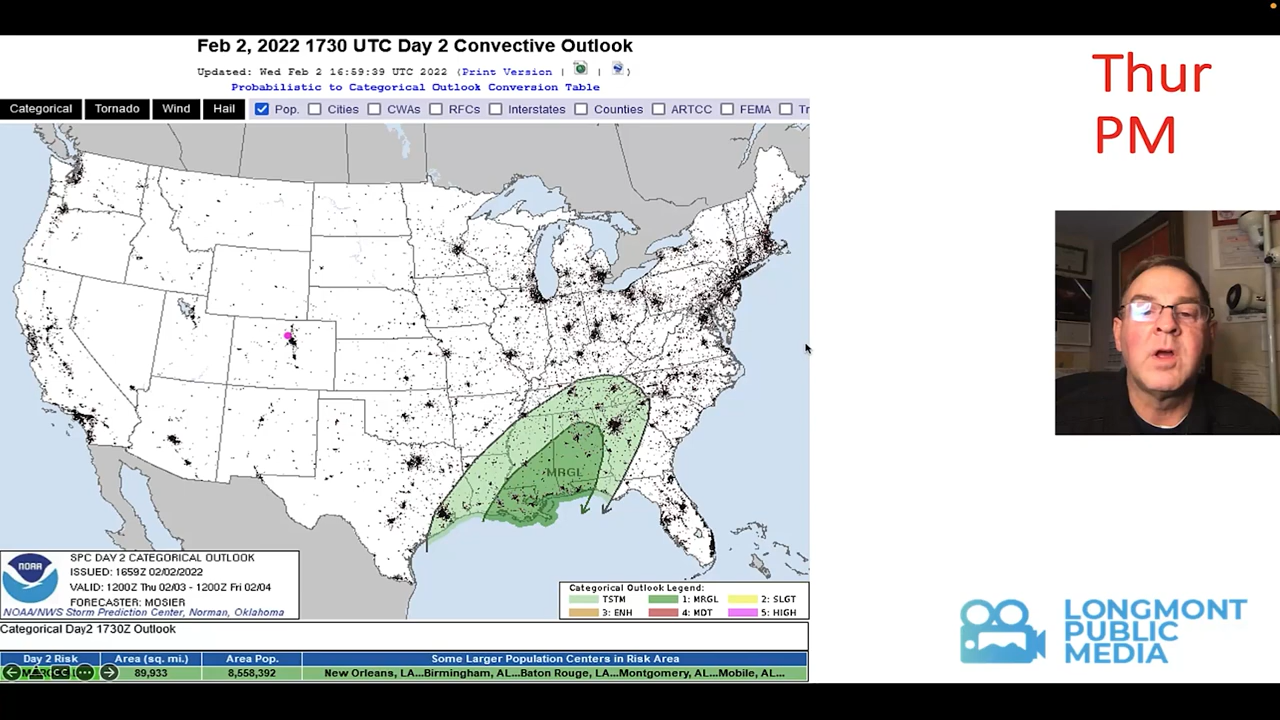 Feb 2, 2022 1730 UTC Day 2 Convective Outlook
Updated: Wed Feb 2 16:59:39 UTC 2022 (Print Version | | )
Probabilistic to Categorical Outlook Conversion Table
Categorical Tornado Wind Hail Pop. Cities CWAs RFCs Interstates Counties ARTCC FEMA Tr
Thur
PM
MRGL
SPC DAY 2 CATEGORICAL OUTLOOK
ISSUED: 1659Z 02/02/2022
VALID: 1200Z Thu 02/03 - 1200Z Fri 02/04
FORECASTER: MOSIER
NOAA/NWS Storm Prediction Center, Norman, Oklahoma
NOAA
Categorical Outlook Legend:
TSTM 1: MRGL 2: SLGT
3: ENH 4: MDT 5: HIGH
Categorical Day2 1730Z Outlook
Day 2 Risk Area (sq. mi.) Area Pop. Some Larger Population Centers in Risk Area
89,933 8,558,392 New Orleans, LA...Birmingham, AL...Baton Rouge, LA...Montgomery, AL...Mobile, AL...
CC
LONGMONT
PUBLIC
MEDIA